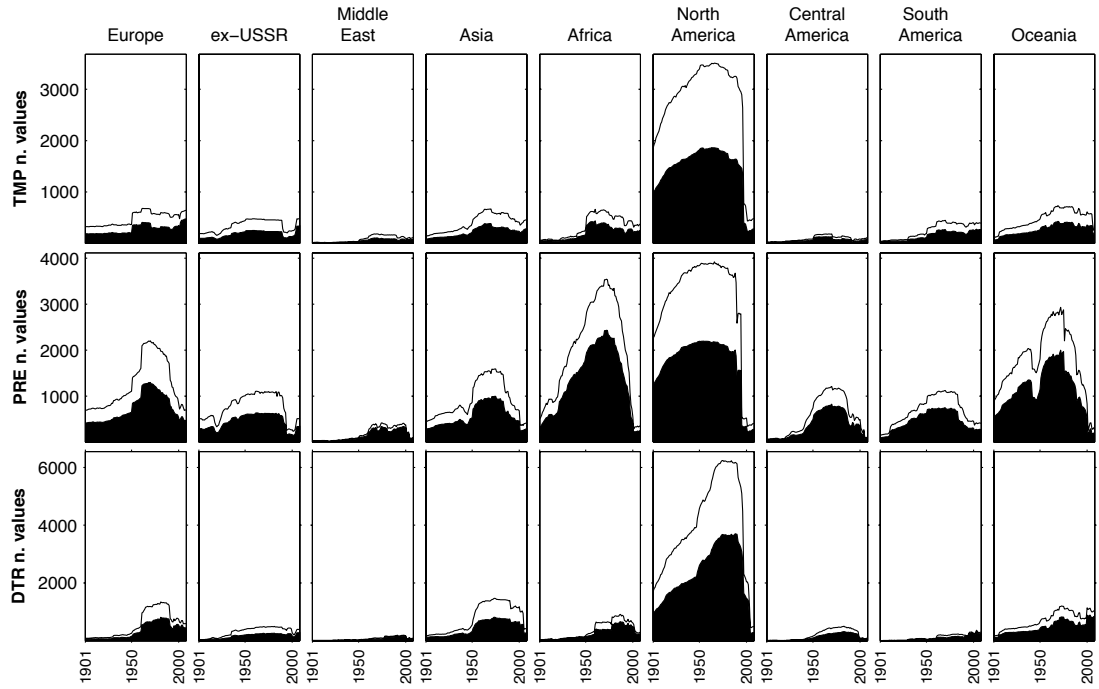 Europe
ex−USSR
Middle
East
Asia
Africa
North
America
Central
America
South
America
Oceania
TMP n. values
3000
2000
1000
PRE n. values
4000
3000
2000
1000
DTR n. values
6000
4000
2000
1901
1950
2000
1901
1950
2000
1901
1950
2000
1901
1950
2000
1901
1950
2000
1901
1950
2000
1901
1950
2000
1901
1950
2000
1901
1950
2000